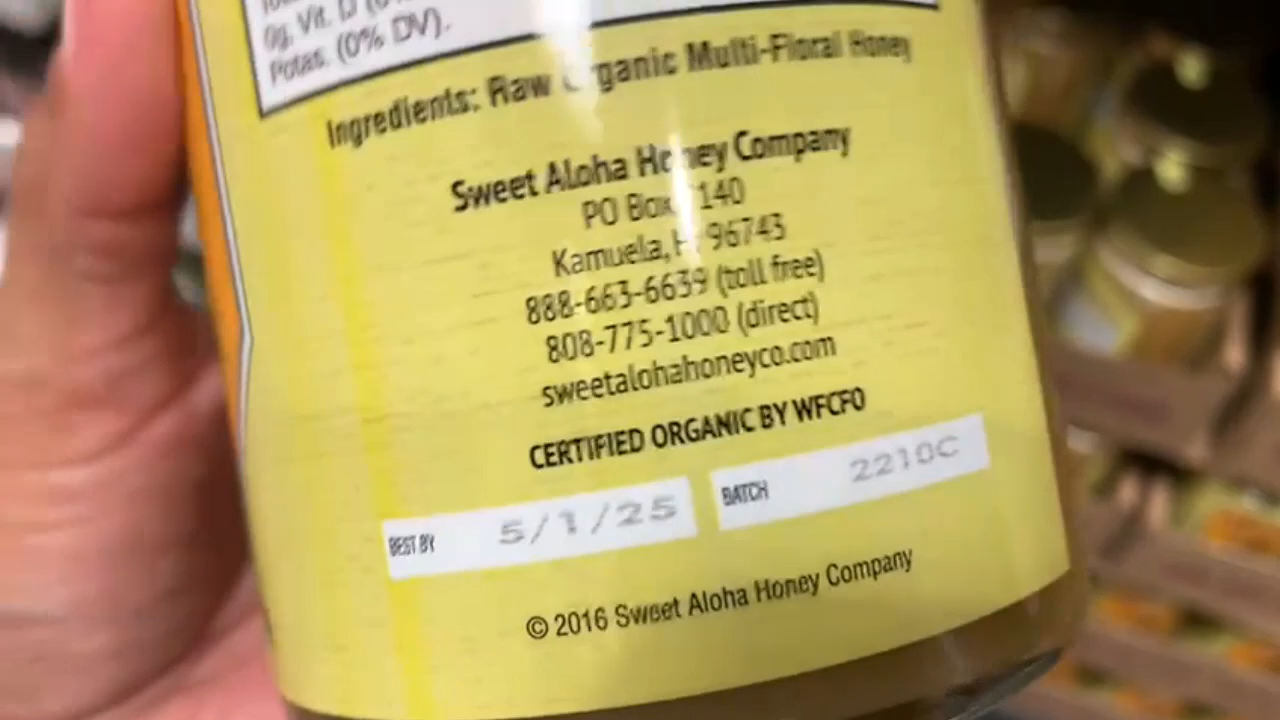 0g, Vit. D
Potas. (0% DV).
Ingredients: Raw Organic Multi-Floral Honey
Sweet Aloha Honey Company
PO Box 140
Kamuela, HI 96743
888-663-6639 (toll free)
808-775-1000 (direct)
sweetalohahoneyco.com
CERTIFIED ORGANIC BY WFCFO
BEST BY 5/1/25 BATCH 2210C
© 2016 Sweet Aloha Honey Company